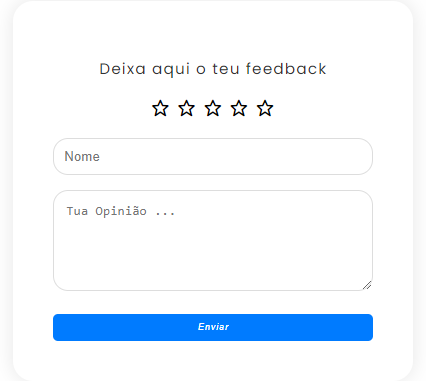 Deixa aqui o teu feedback
Nome
Tua Opinião ...
Enviar